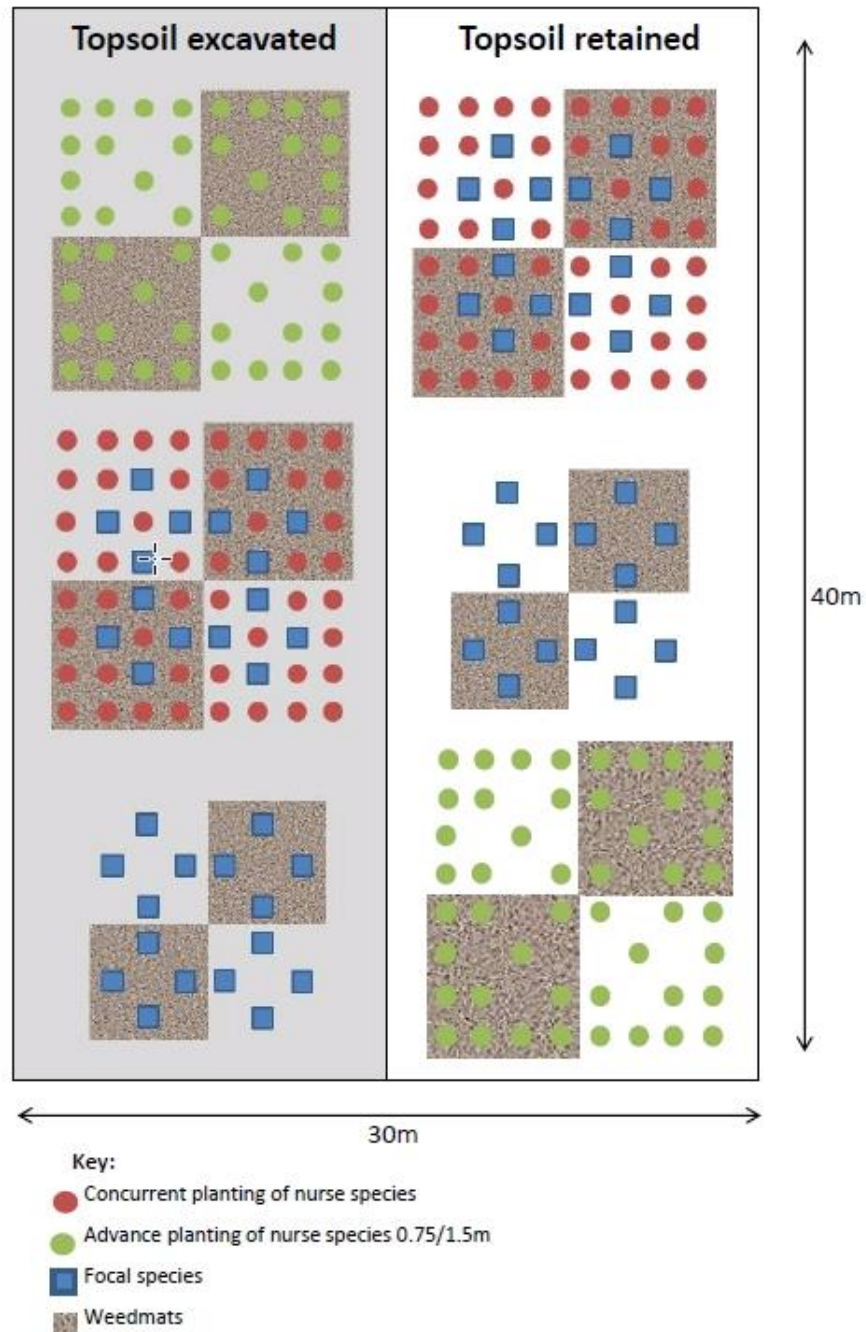 Topsoil excavated
Topsoil retained
40m
30m
Key:
Concurrent planting of nurse species
Advance planting of nurse species 0.75/1.5m
Focal species
Weedmats